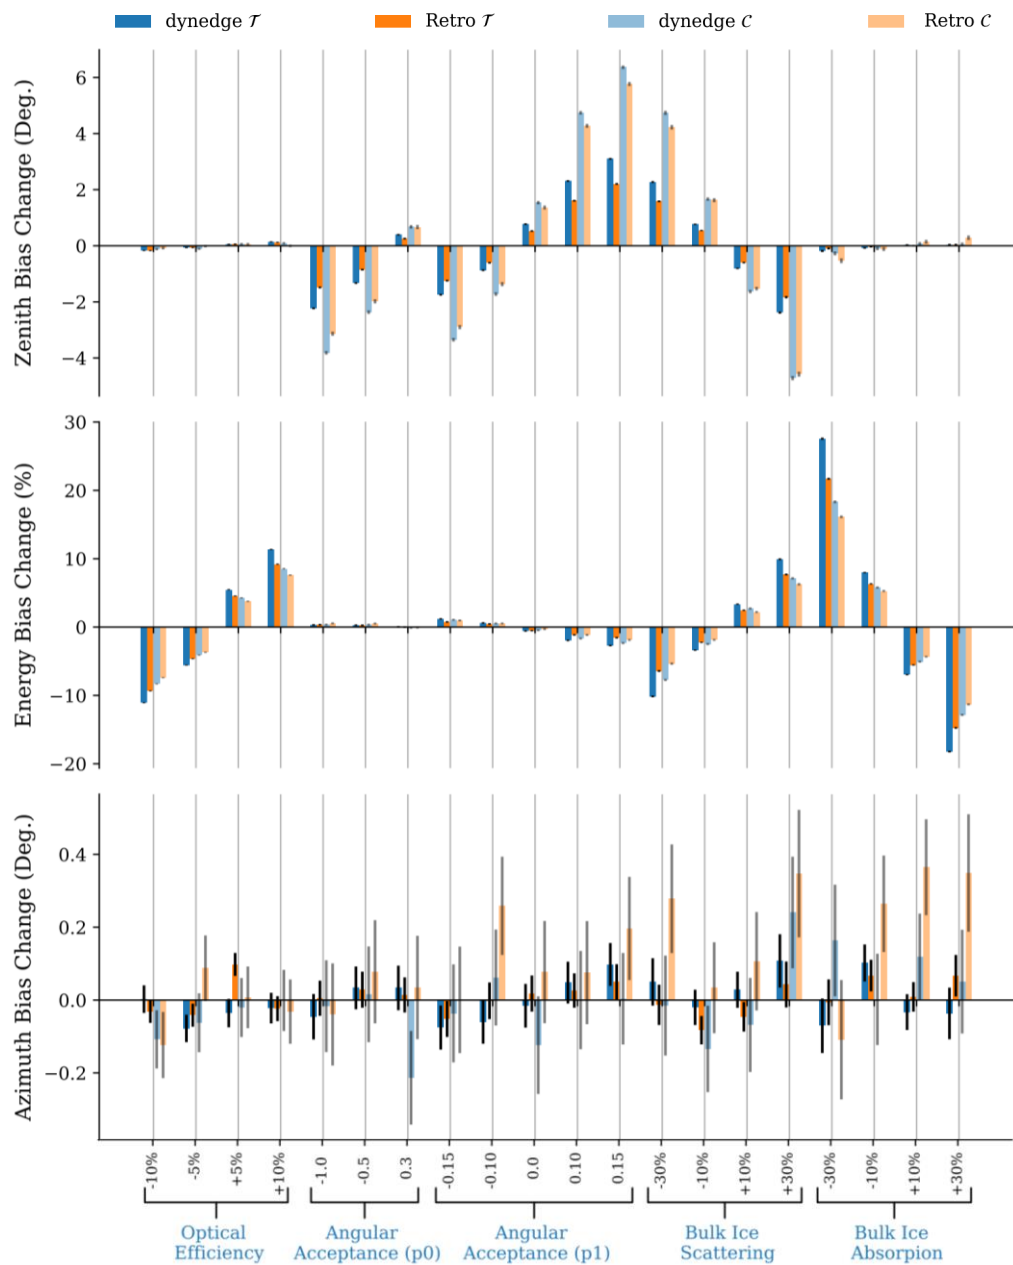 dynedge 𝒯 Retro 𝒯 dynedge 𝒞 Retro 𝒞
Zenith Bias Change (Deg.)
6
4
2
0
−2
−4
Energy Bias Change (%)
30
20
10
0
−10
−20
Azimuth Bias Change (Deg.)
0.4
0.2
0.0
−0.2
-10% -5% +5% +10% -1.0 -0.5 0.3 -0.15 -0.10 0.0 0.10 0.15 -30% -10% +10% +30% -30% -10% +10% +30%
Optical Angular Angular Bulk Ice Bulk Ice
Efficiency Acceptance (p0) Acceptance (p1) Scattering Absorpion